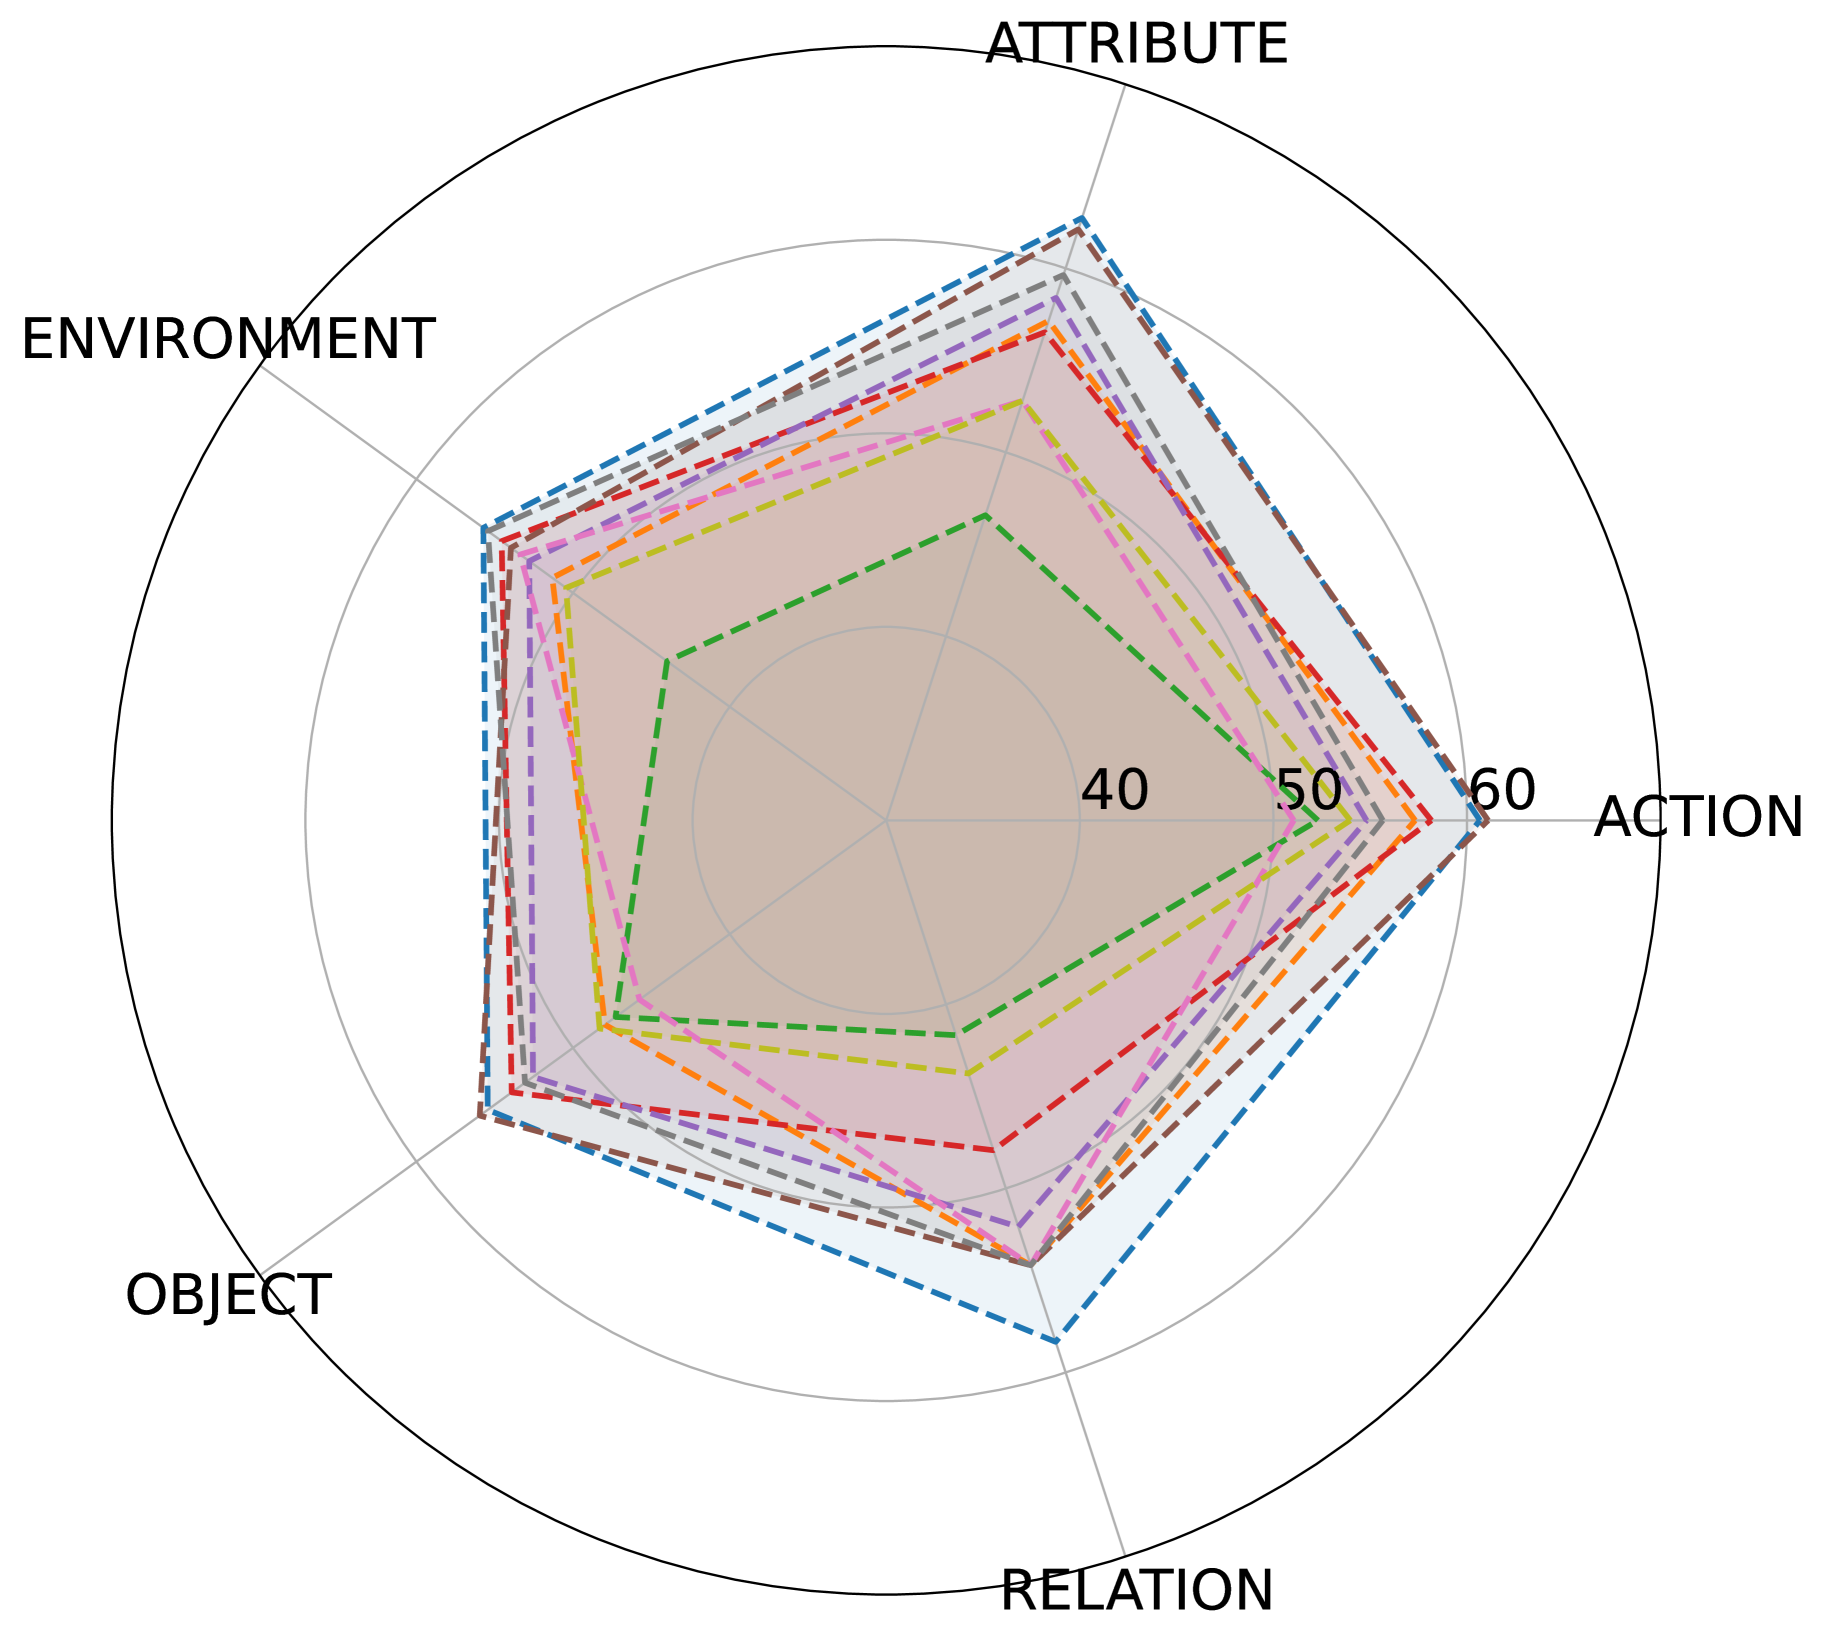 ATTRIBUTE
ENVIRONMENT
40
50
60
ACTION
OBJECT
RELATION